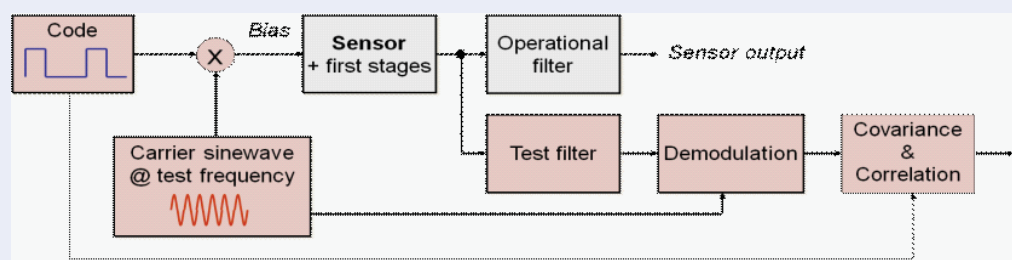 Code
X
Bias
Sensor
+ first stages
Operational
filter
Sensor output
Carrier sinewave
@ test frequency
Test filter
Demodulation
Covariance
&
Correlation